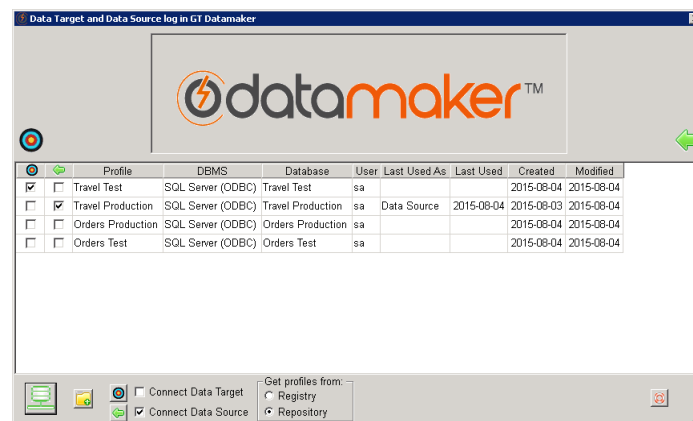 Data Target and Data Source log in GT Datamaker
datamaker™
Profile DBMS Database User Last Used As Last Used Created Modified
Travel Test SQL Server (ODBC) Travel Test sa 2015-08-04 2015-08-04
Travel Production SQL Server (ODBC) Travel Production sa Data Source 2015-08-04 2015-08-03 2015-08-04
Orders Production SQL Server (ODBC) Orders Production sa 2015-08-04 2015-08-04
Orders Test SQL Server (ODBC) Orders Test sa 2015-08-04 2015-08-04
Connect Data Target
Connect Data Source
Get profiles from:
Registry
Repository